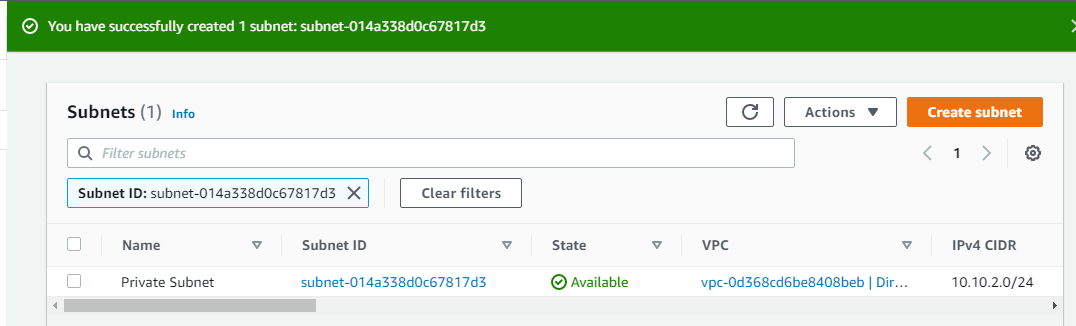 You have successfully created 1 subnet: subnet-014a338d0c67817d3
Subnets (1) Info
Actions
Create subnet
Filter subnets
1
Subnet ID: subnet-014a338d0c67817d3
Clear filters
Name Subnet ID State VPC IPv4 CIDR
Private Subnet subnet-014a338d0c67817d3 Available vpc-0d368cd6be8408beb | Dir... 10.10.2.0/24